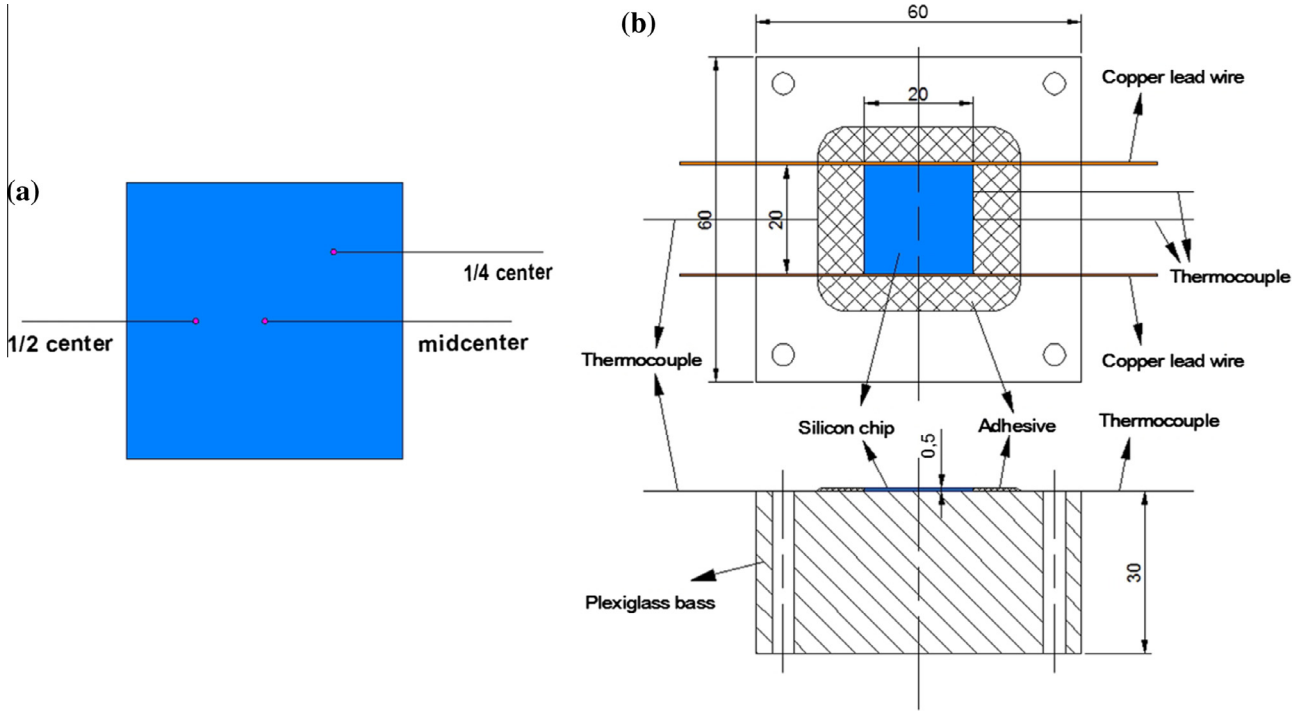 (a)
1/4 center
1/2 center
midcenter
(b)
60
Copper lead wire
20
60
20
Thermocouple
Thermocouple
Copper lead wire
Silicon chip
Adhesive
Thermocouple
0,5
30
Plexiglass bass